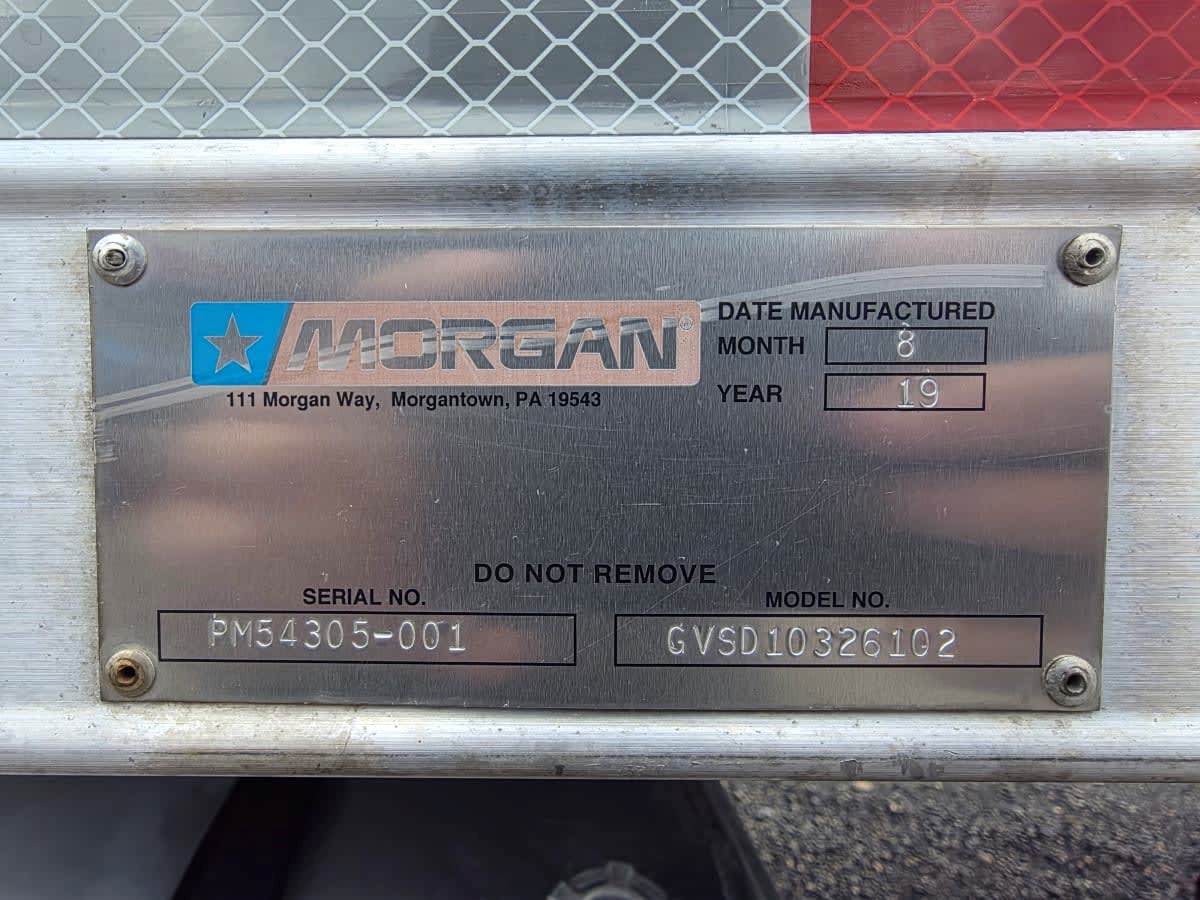 MORGAN®
111 Morgan Way, Morgantown, PA 19543
DATE MANUFACTURED
MONTH 8
YEAR 19
DO NOT REMOVE
SERIAL NO.
PM54305-001
MODEL NO.
GVSD10326102